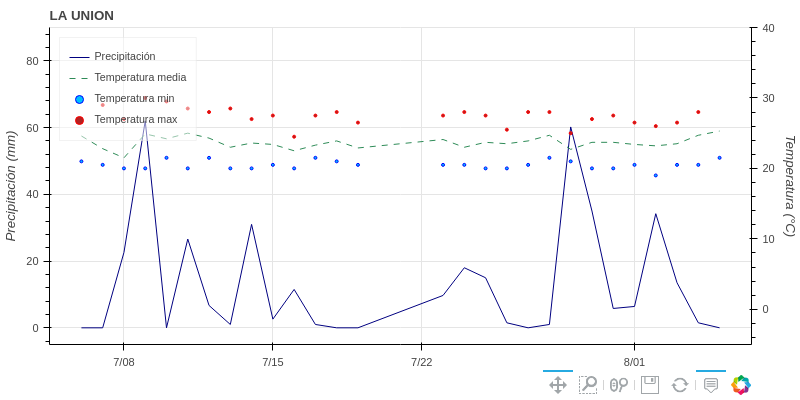 LA UNION
Precipitación
Temperatura media
Temperatura min
Temperatura max
Precipitación (mm)
80
60
40
20
0
Temperatura (°C)
40
30
20
10
0
7/08
7/15
7/22
8/01